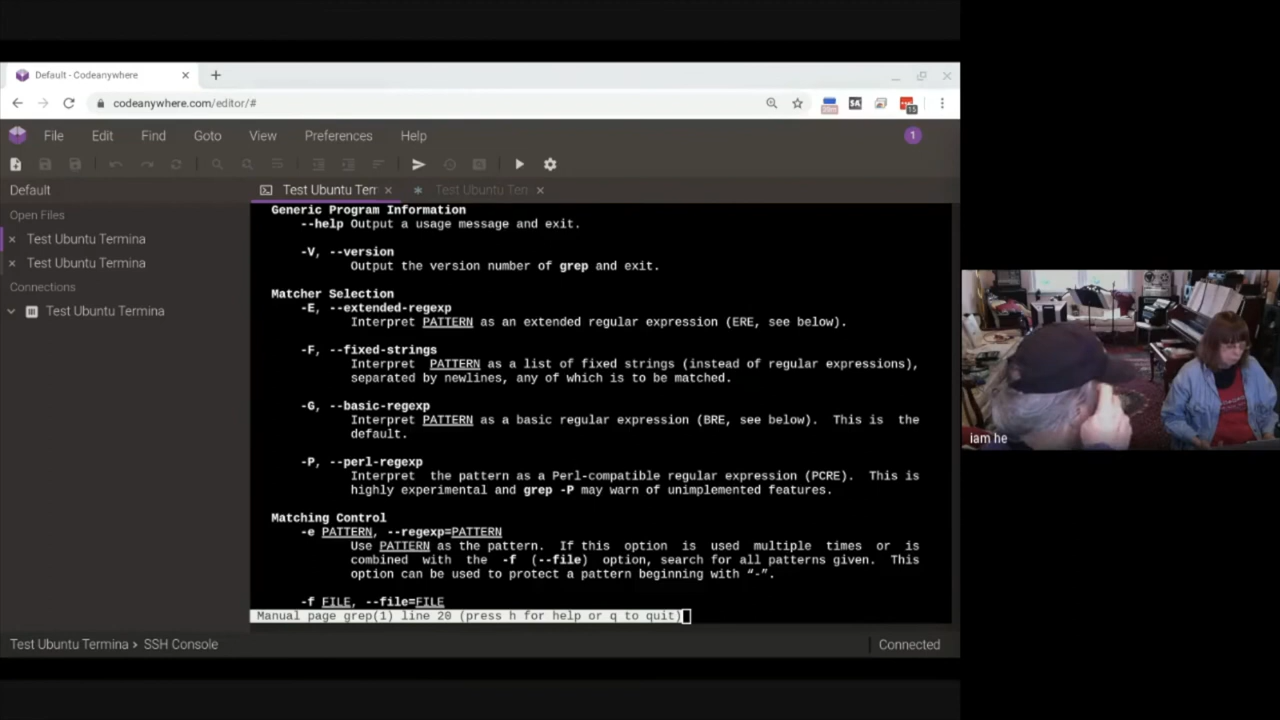 Default - Codeanywhere
codeanywhere.com/editor/#
15
File Edit Find Goto View Preferences Help
1
Default
Test Ubuntu Terr
Test Ubuntu Ten
Open Files
Test Ubuntu Termina
Test Ubuntu Termina
Connections
Test Ubuntu Termina
Generic Program Information
--help Output a usage message and exit.
-V, --version
Output the version number of grep and exit.
Matcher Selection
-E, --extended-regexp
Interpret PATTERN as an extended regular expression (ERE, see below).
-F, --fixed-strings
Interpret PATTERN as a list of fixed strings (instead of regular expressions),
separated by newlines, any of which is to be matched.
-G, --basic-regexp
Interpret PATTERN as a basic regular expression (BRE, see below). This is the
default.
-P, --perl-regexp
Interpret the pattern as a Perl-compatible regular expression (PCRE). This is
highly experimental and grep -P may warn of unimplemented features.
Matching Control
-e PATTERN, --regexp=PATTERN
Use PATTERN as the pattern. If this option is used multiple times or is
combined with the -f (--file) option, search for all patterns given. This
option can be used to protect a pattern beginning with “-”.
-f FILE, --file=FILE
Manual page grep(1) line 20 (press h for help or q to quit)
Test Ubuntu Termina › SSH Console
Connected
iam he